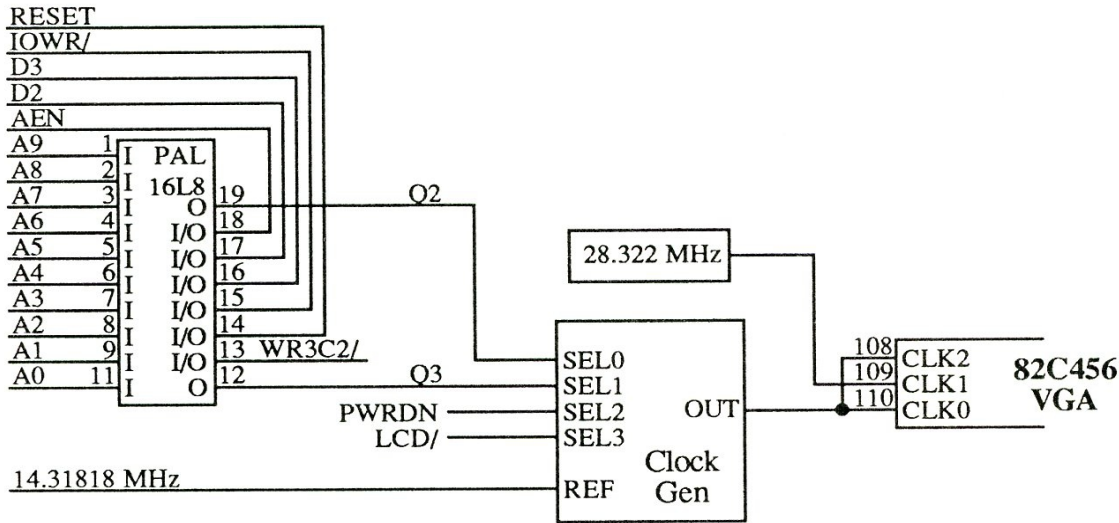 RESET
IOWR/
D3
D2
AEN
A9 1 I PAL
A8 2 I 16L8
A7 3 I O 19 Q2
A6 4 I I/O 18
A5 5 I I/O 17
A4 6 I I/O 16
A3 7 I I/O 15
A2 8 I I/O 14
A1 9 I I/O 13 WR3C2/
A0 11 I O 12 Q3
28.322 MHz
SEL0
SEL1
PWRDN SEL2
LCD/ SEL3
OUT
Clock
Gen
14.31818 MHz REF
108 CLK2
109 CLK1
110 CLK0
82C456
VGA